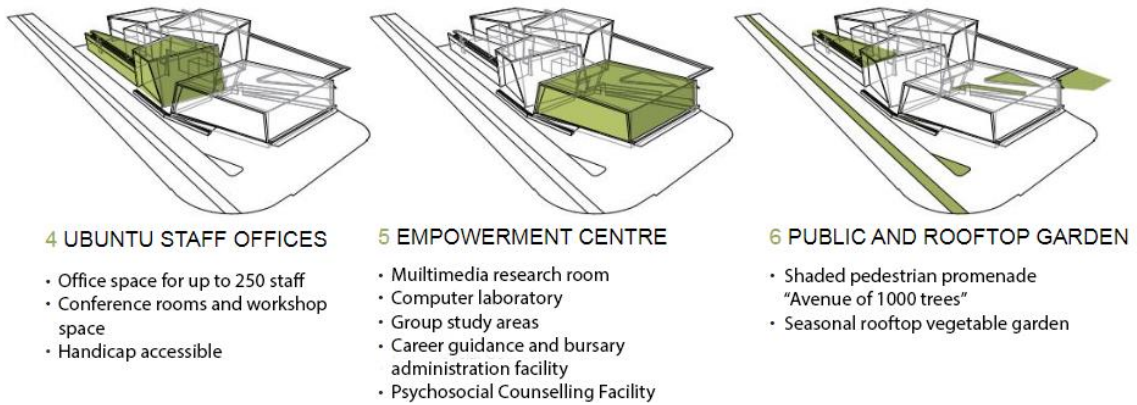 4 UBUNTU STAFF OFFICES
• Office space for up to 250 staff
• Conference rooms and workshop
space
• Handicap accessible
5 EMPOWERMENT CENTRE
• Muiltimedia research room
• Computer laboratory
• Group study areas
• Career guidance and bursary
administration facility
• Psychosocial Counselling Facility
6 PUBLIC AND ROOFTOP GARDEN
• Shaded pedestrian promenade
“Avenue of 1000 trees”
• Seasonal rooftop vegetable garden